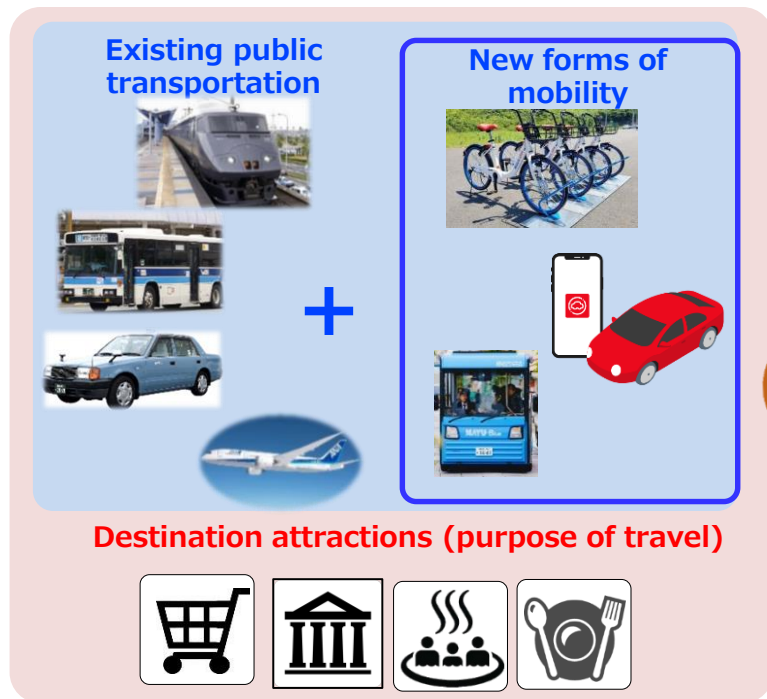 Existing public
transportation
New forms of
mobility
+
Destination attractions (purpose of travel)